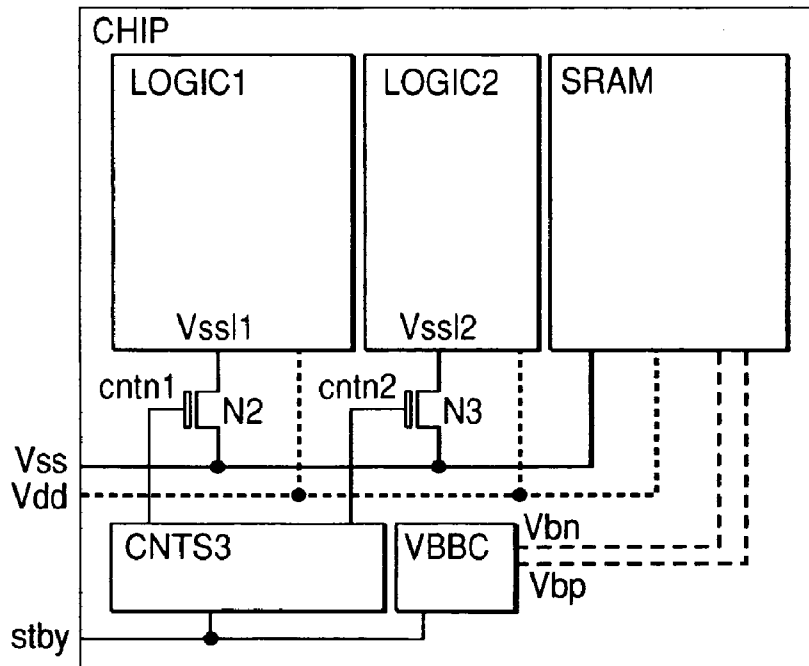 CHIP
LOGIC1 LOGIC2 SRAM
Vssl1 Vssl2
cntn1 N2 cntn2 N3
Vss
Vdd
CNTS3 VBBC Vbn
Vbp
stby